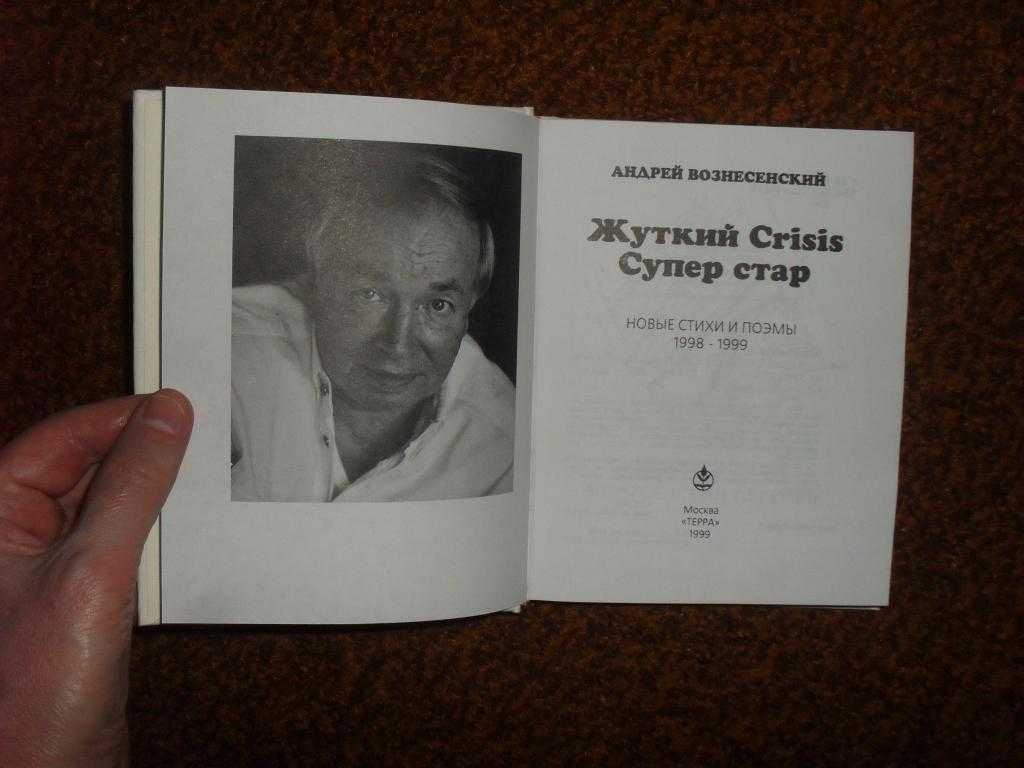 АНДРЕЙ ВОЗНЕСЕНСКИЙ
Жуткий Crisis
Супер стар
НОВЫЕ СТИХИ И ПОЭМЫ
1998 - 1999
Москва
«ТЕРРА»
1999